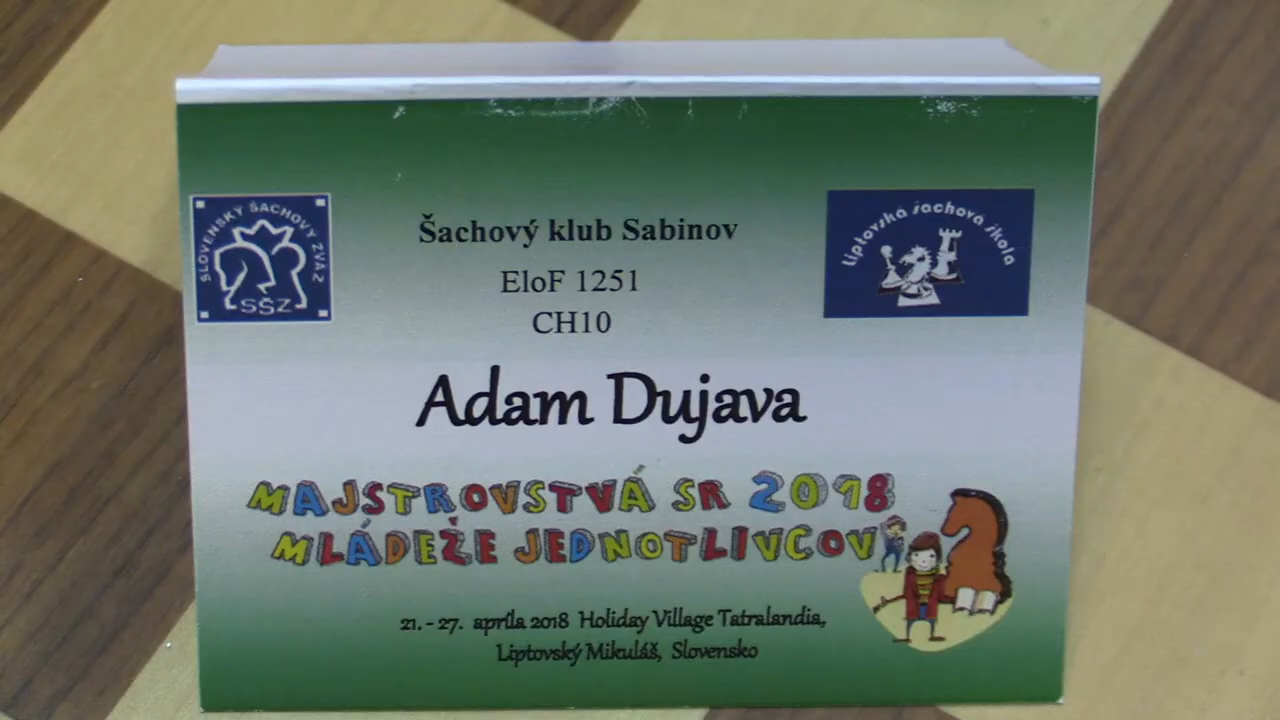 SLOVENSKÝ ŠACHOVÝ ZVÄZ
SŠZ
Šachový klub Sabinov
EloF 1251
CH10
Liptovská šachová škola
Adam Dujava
MAJSTROVSTVÁ SR 2018
MLÁDEŽE JEDNOTLIVCOV
21. - 27. apríla 2018 Holiday Village Tatralandia,
Liptovský Mikuláš, Slovensko